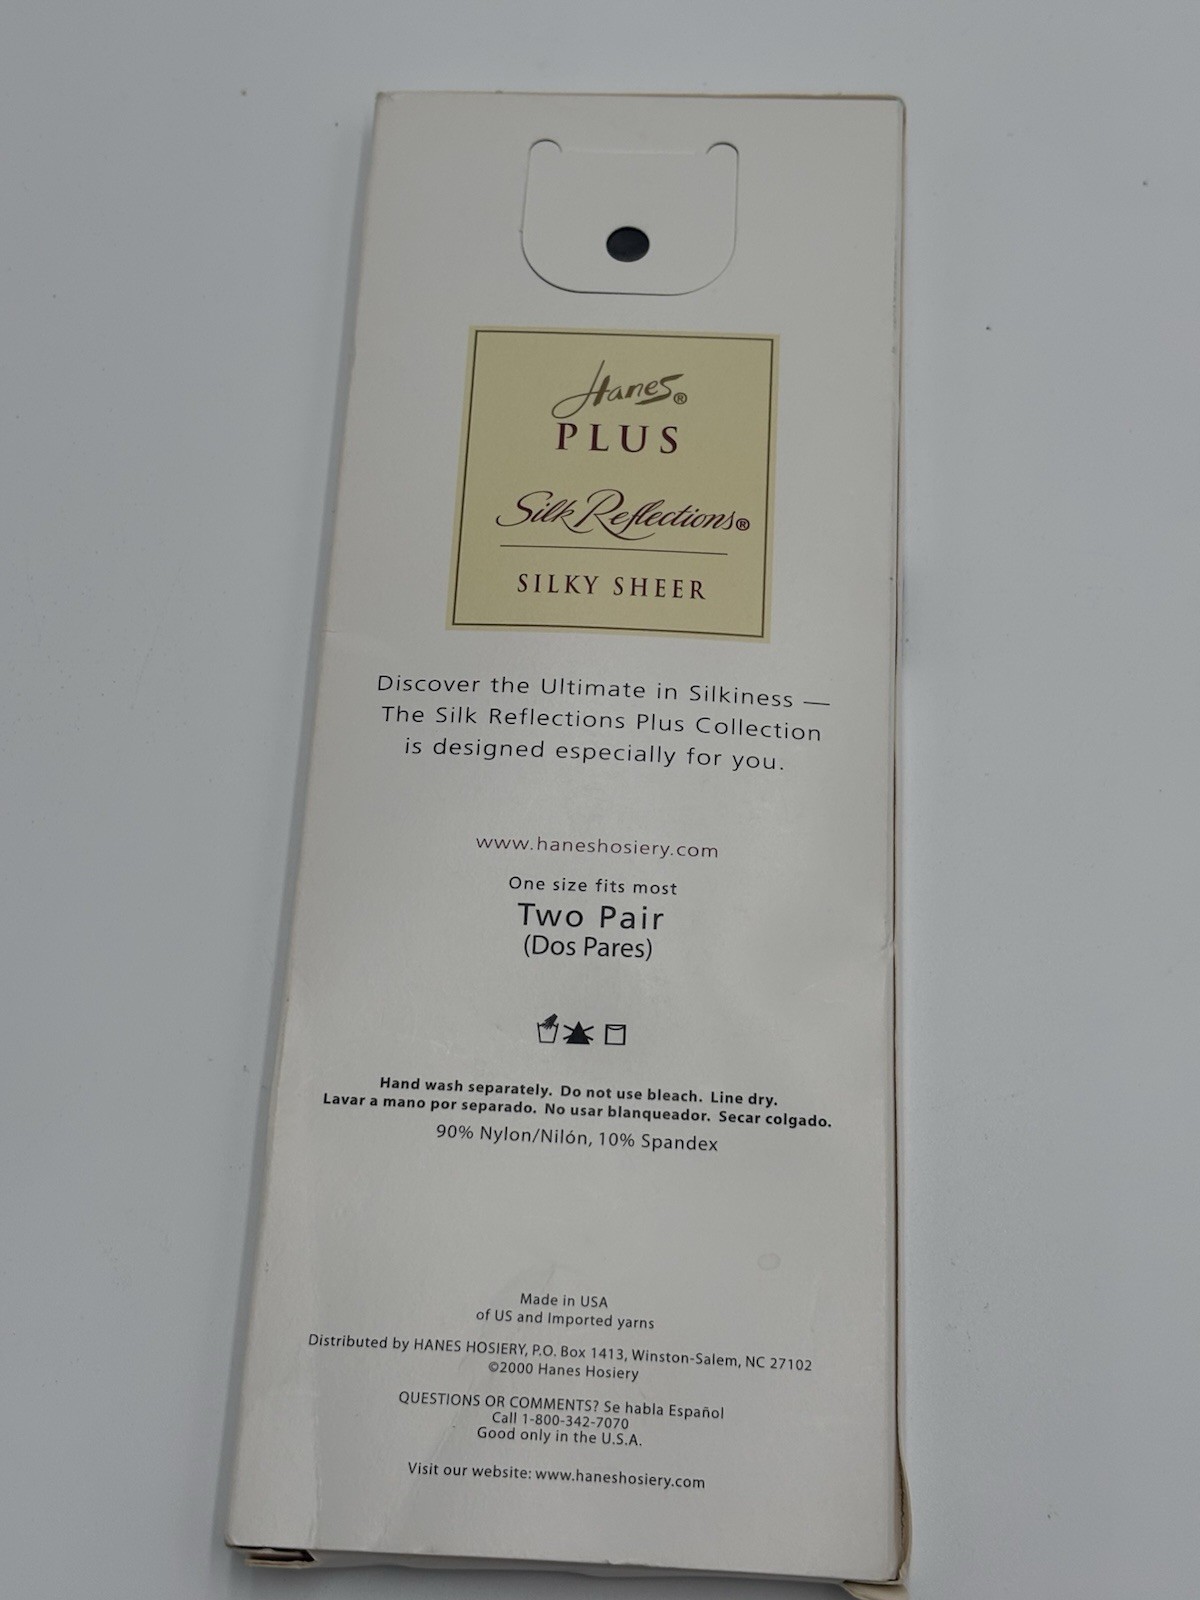 Hanes®
PLUS
Silk Reflections®
SILKY SHEER
Discover the Ultimate in Silkiness —
The Silk Reflections Plus Collection
is designed especially for you.
www.haneshosiery.com
One size fits most
Two Pair
(Dos Pares)
Hand wash separately. Do not use bleach. Line dry.
Lavar a mano por separado. No usar blanqueador. Secar colgado.
90% Nylon/Nilón, 10% Spandex
Made in USA
of US and Imported yarns
Distributed by HANES HOSIERY, P.O. Box 1413, Winston-Salem, NC 27102
©2000 Hanes Hosiery
QUESTIONS OR COMMENTS? Se habla Español
Call 1-800-342-7070
Good only in the U.S.A.
Visit our website: www.haneshosiery.com